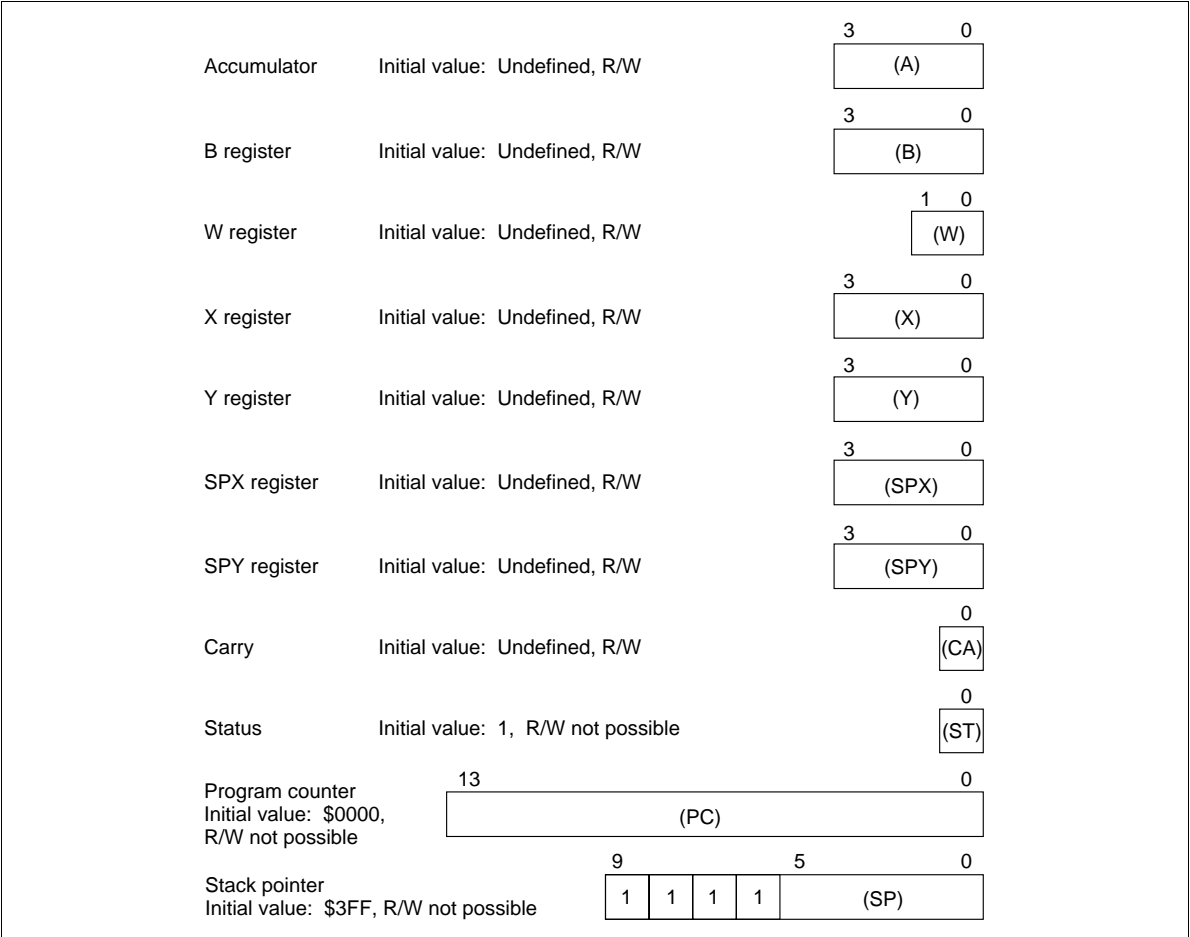 3 0
Accumulator Initial value: Undefined, R/W (A)
3 0
B register Initial value: Undefined, R/W (B)
1 0
W register Initial value: Undefined, R/W (W)
3 0
X register Initial value: Undefined, R/W (X)
3 0
Y register Initial value: Undefined, R/W (Y)
3 0
SPX register Initial value: Undefined, R/W (SPX)
3 0
SPY register Initial value: Undefined, R/W (SPY)
0
Carry Initial value: Undefined, R/W (CA)
0
Status Initial value: 1, R/W not possible (ST)
13 0
Program counter
Initial value: $0000, (PC)
R/W not possible
9 5 0
Stack pointer 1 1 1 1 (SP)
Initial value: $3FF, R/W not possible